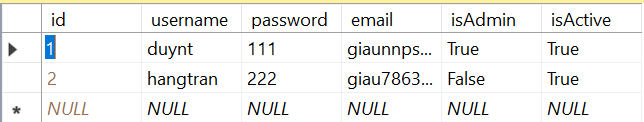 id username password email isAdmin isActive
1 duynt 111 giaunnps... True True
2 hangtran 222 giau7863... False True
NULL NULL NULL NULL NULL NULL